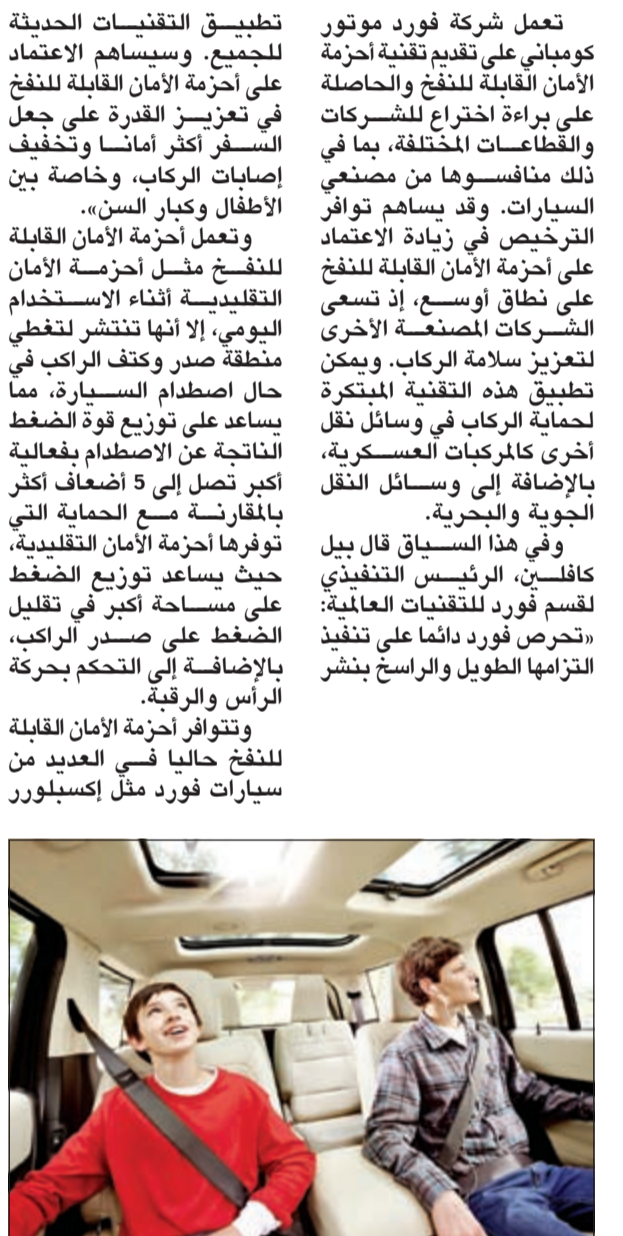 تعمل شركة فورد موتور
كومباني على تقديم تقنية أحزمة
الأمان القابلة للنفخ والحاصلة
على براءة اختراع للشركات
والقطاعات المختلفة، بما في
ذلك منافسوها من مصنعي
السيارات. وقد يساهم توافر
الترخيص في زيادة الاعتماد
على أحزمة الأمان القابلة للنفخ
على نطاق أوسع، إذ تسعى
الشركات المصنعة الأخرى
لتعزيز سلامة الركاب. ويمكن
تطبيق هذه التقنية المبتكرة
لحماية الركاب في وسائل نقل
أخرى كالمركبات العسكرية،
بالإضافة إلى وسائل النقل
الجوية والبحرية.
وفي هذا السياق قال بيل
كافلين، الرئيس التنفيذي
لقسم فورد للتقنيات العالمية:
«تحرص فورد دائما على تنفيذ
التزامها الطويل والراسخ بنشر
تطبيق التقنيات الحديثة
للجميع. وسيساهم الاعتماد
على أحزمة الأمان القابلة للنفخ
في تعزيز القدرة على جعل
السفر أكثر أمانا وتخفيف
إصابات الركاب، وخاصة بين
الأطفال وكبار السن».
وتعمل أحزمة الأمان القابلة
للنفخ مثل أحزمة الأمان
التقليدية أثناء الاستخدام
اليومي، إلا أنها تنتشر لتغطي
منطقة صدر وكتف الراكب في
حال اصطدام السيارة، مما
يساعد على توزيع قوة الضغط
الناتجة عن الاصطدام بفعالية
أكبر تصل إلى 5 أضعاف أكثر
بالمقارنة مع الحماية التي
توفرها أحزمة الأمان التقليدية،
حيث يساعد توزيع الضغط
على مساحة أكبر في تقليل
الضغط على صدر الراكب،
بالإضافة إلى التحكم بحركة
الرأس والرقبة.
وتتوافر أحزمة الأمان القابلة
للنفخ حاليا في العديد من
سيارات فورد مثل إكسبلورر